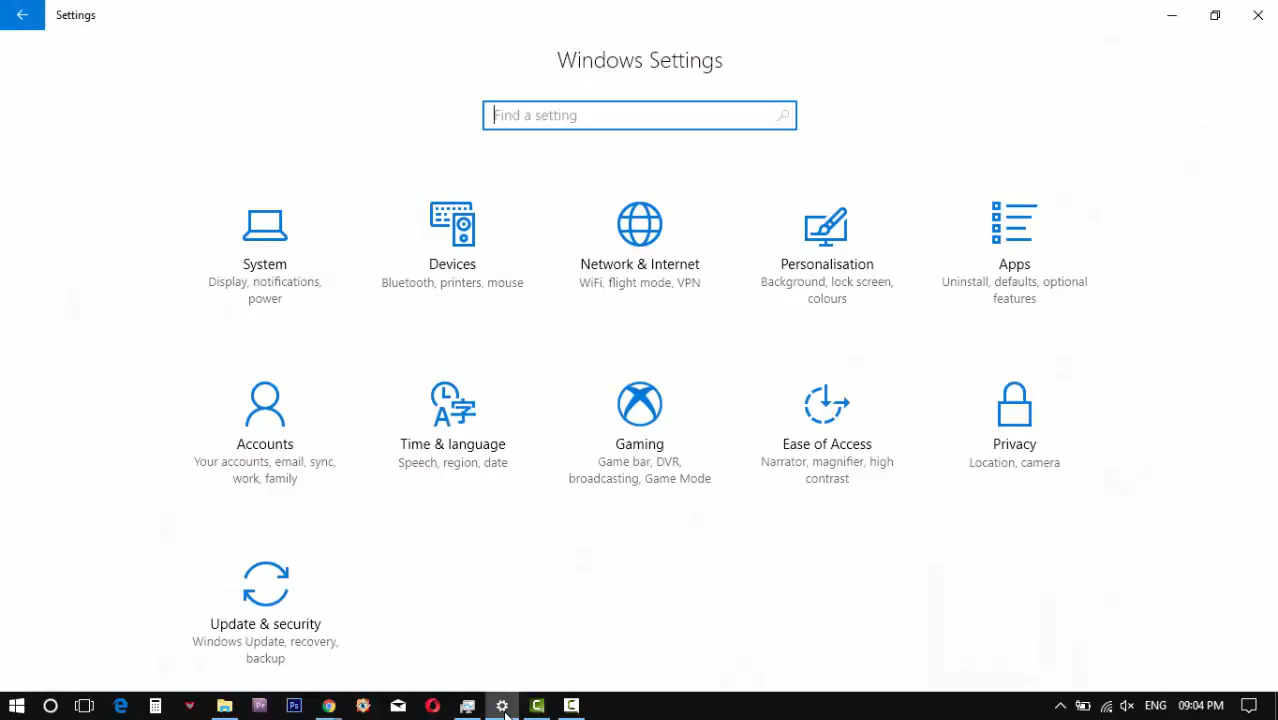 Settings
Windows Settings
Find a setting
System
Display, notifications,
power
Devices
Bluetooth, printers, mouse
Network & Internet
WiFi, flight mode, VPN
Personalisation
Background, lock screen,
colours
Apps
Uninstall, defaults, optional
features
Accounts
Your accounts, email, sync,
work, family
Time & language
Speech, region, date
Gaming
Game bar, DVR,
broadcasting, Game Mode
Ease of Access
Narrator, magnifier, high
contrast
Privacy
Location, camera
Update & security
Windows Update, recovery,
backup
Pr
Ps
ENG
09:04 PM